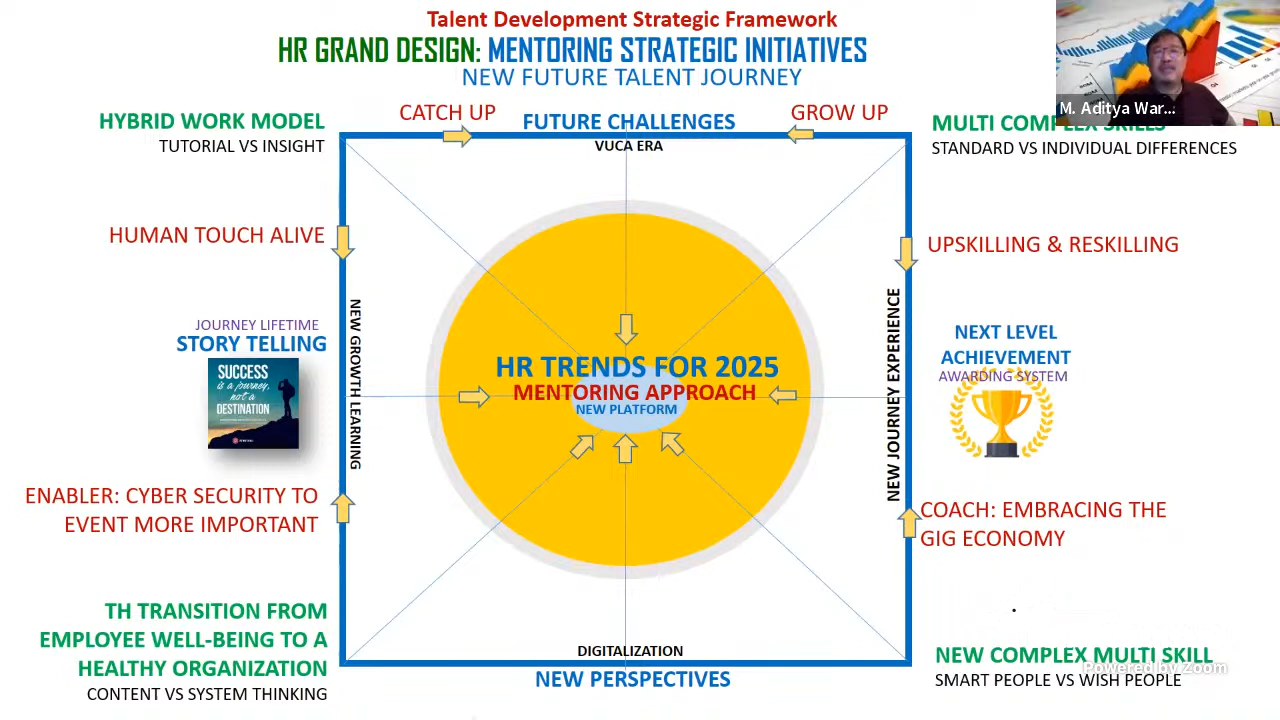 Talent Development Strategic Framework
HR GRAND DESIGN: MENTORING STRATEGIC INITIATIVES
NEW FUTURE TALENT JOURNEY
M. Aditya War...
HYBRID WORK MODEL
TUTORIAL VS INSIGHT
CATCH UP
FUTURE CHALLENGES
VUCA ERA
GROW UP
MULTI COMPLEX SKILLS
STANDARD VS INDIVIDUAL DIFFERENCES
HUMAN TOUCH ALIVE
UPSKILLING & RESKILLING
JOURNEY LIFETIME
STORY TELLING
SUCCESS
is a journey,
not a
DESTINATION
NEW GROWTH LEARNING
HR TRENDS FOR 2025
MENTORING APPROACH
NEW PLATFORM
NEW JOURNEY EXPERIENCE
NEXT LEVEL
ACHIEVEMENT
AWARDING SYSTEM
ENABLER: CYBER SECURITY TO
EVENT MORE IMPORTANT
COACH: EMBRACING THE
GIG ECONOMY
TH TRANSITION FROM
EMPLOYEE WELL-BEING TO A
HEALTHY ORGANIZATION
CONTENT VS SYSTEM THINKING
DIGITALIZATION
NEW PERSPECTIVES
NEW COMPLEX MULTI SKILL
SMART PEOPLE VS WISH PEOPLE
Powered by Zoom